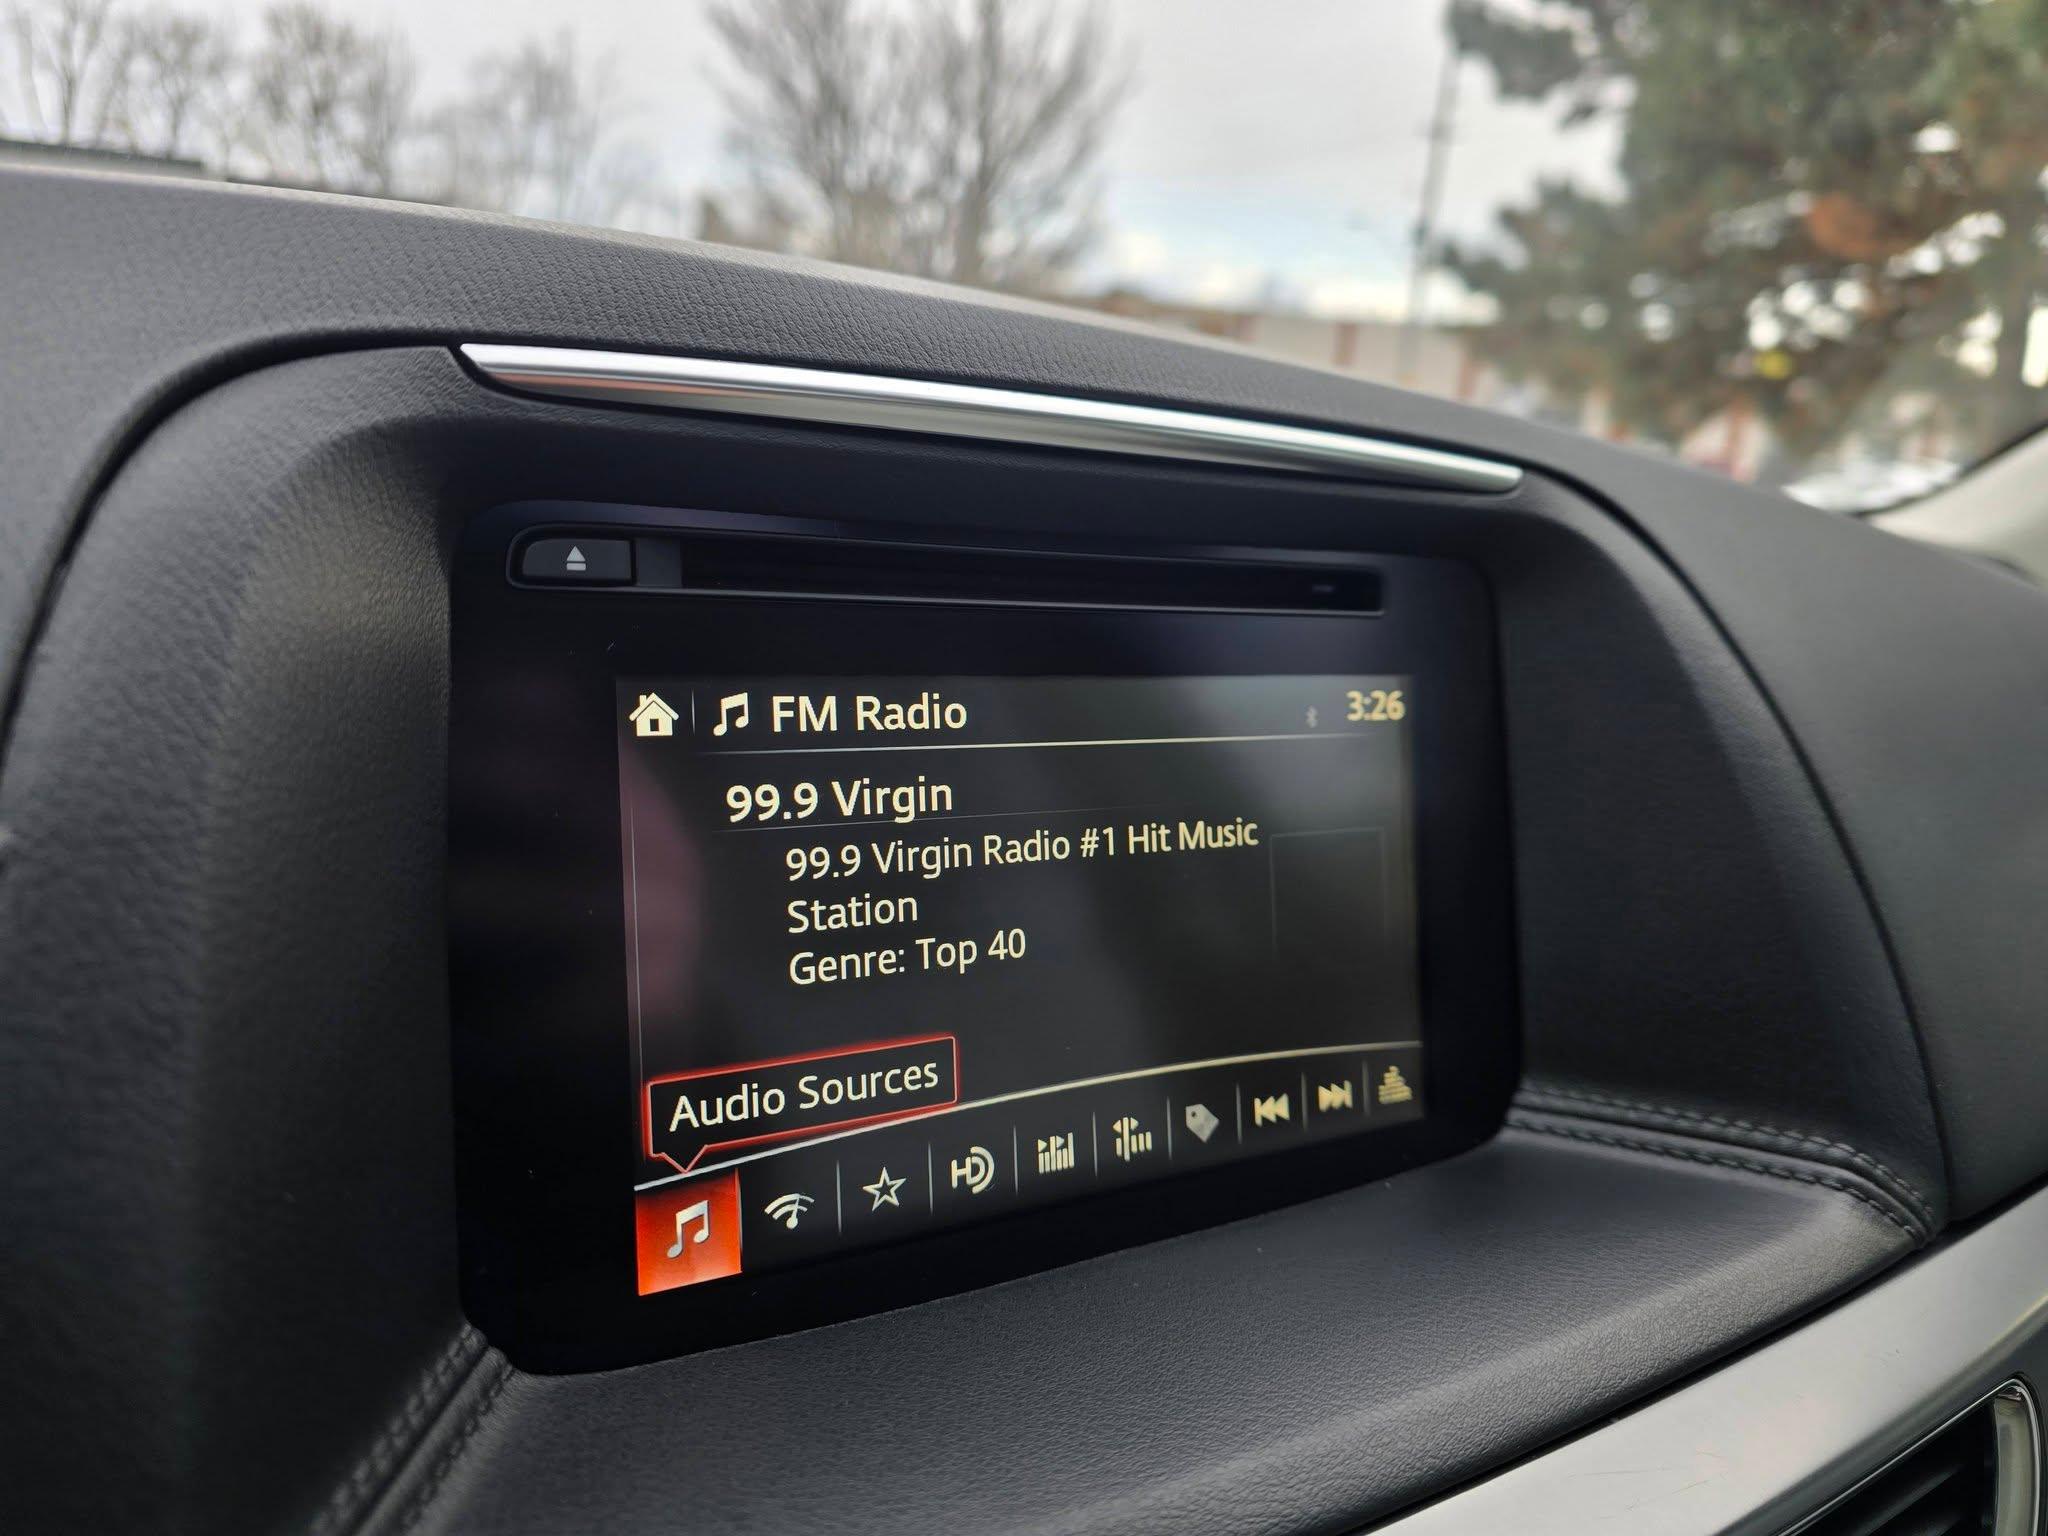 FM Radio
3:26
99.9 Virgin
99.9 Virgin Radio #1 Hit Music
Station
Genre: Top 40
Audio Sources
HD